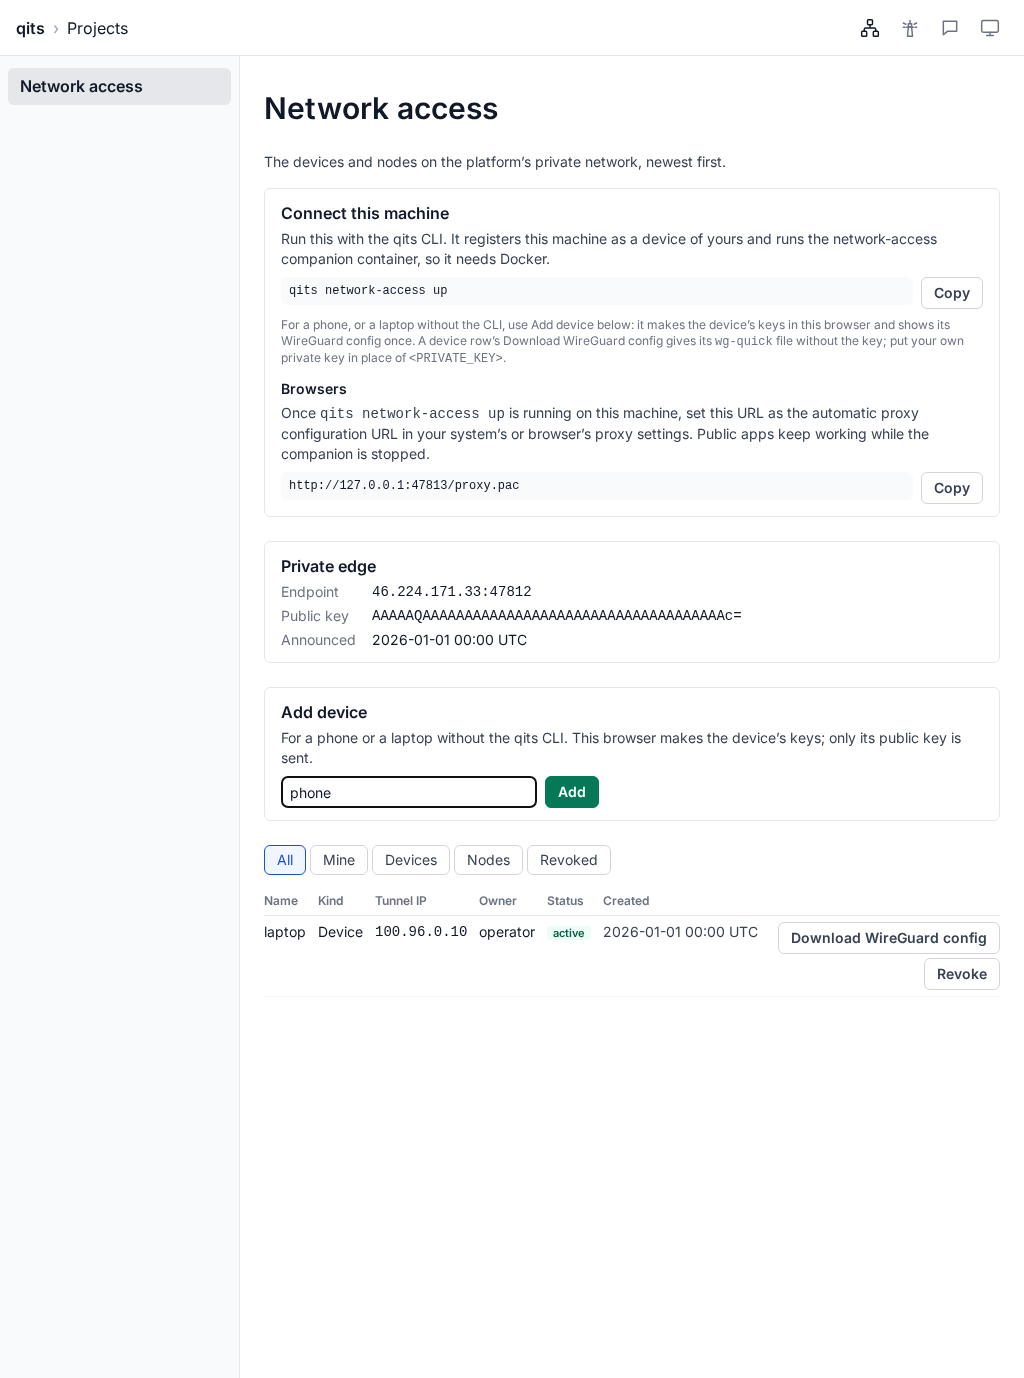 qits › Projects
Network access
Network access
The devices and nodes on the platform’s private network, newest first.
Connect this machine
Run this with the qits CLI. It registers this machine as a device of yours and runs the network-access
companion container, so it needs Docker.
qits network-access up
Copy
For a phone, or a laptop without the CLI, use Add device below: it makes the device’s keys in this browser and shows its
WireGuard config once. A device row’s Download WireGuard config gives its wg-quick file without the key; put your own
private key in place of <PRIVATE_KEY>.
Browsers
Once qits network-access up is running on this machine, set this URL as the automatic proxy
configuration URL in your system’s or browser’s proxy settings. Public apps keep working while the
companion is stopped.
http://127.0.0.1:47813/proxy.pac
Copy
Private edge
Endpoint 46.224.171.33:47812
Public key AAAAAQAAAAAAAAAAAAAAAAAAAAAAAAAAAAAAAAAAAAc=
Announced 2026-01-01 00:00 UTC
Add device
For a phone or a laptop without the qits CLI. This browser makes the device’s keys; only its public key is
sent.
phone Add
All Mine Devices Nodes Revoked
Name Kind Tunnel IP Owner Status Created
laptop Device 100.96.0.10 operator active 2026-01-01 00:00 UTC Download WireGuard config
Revoke